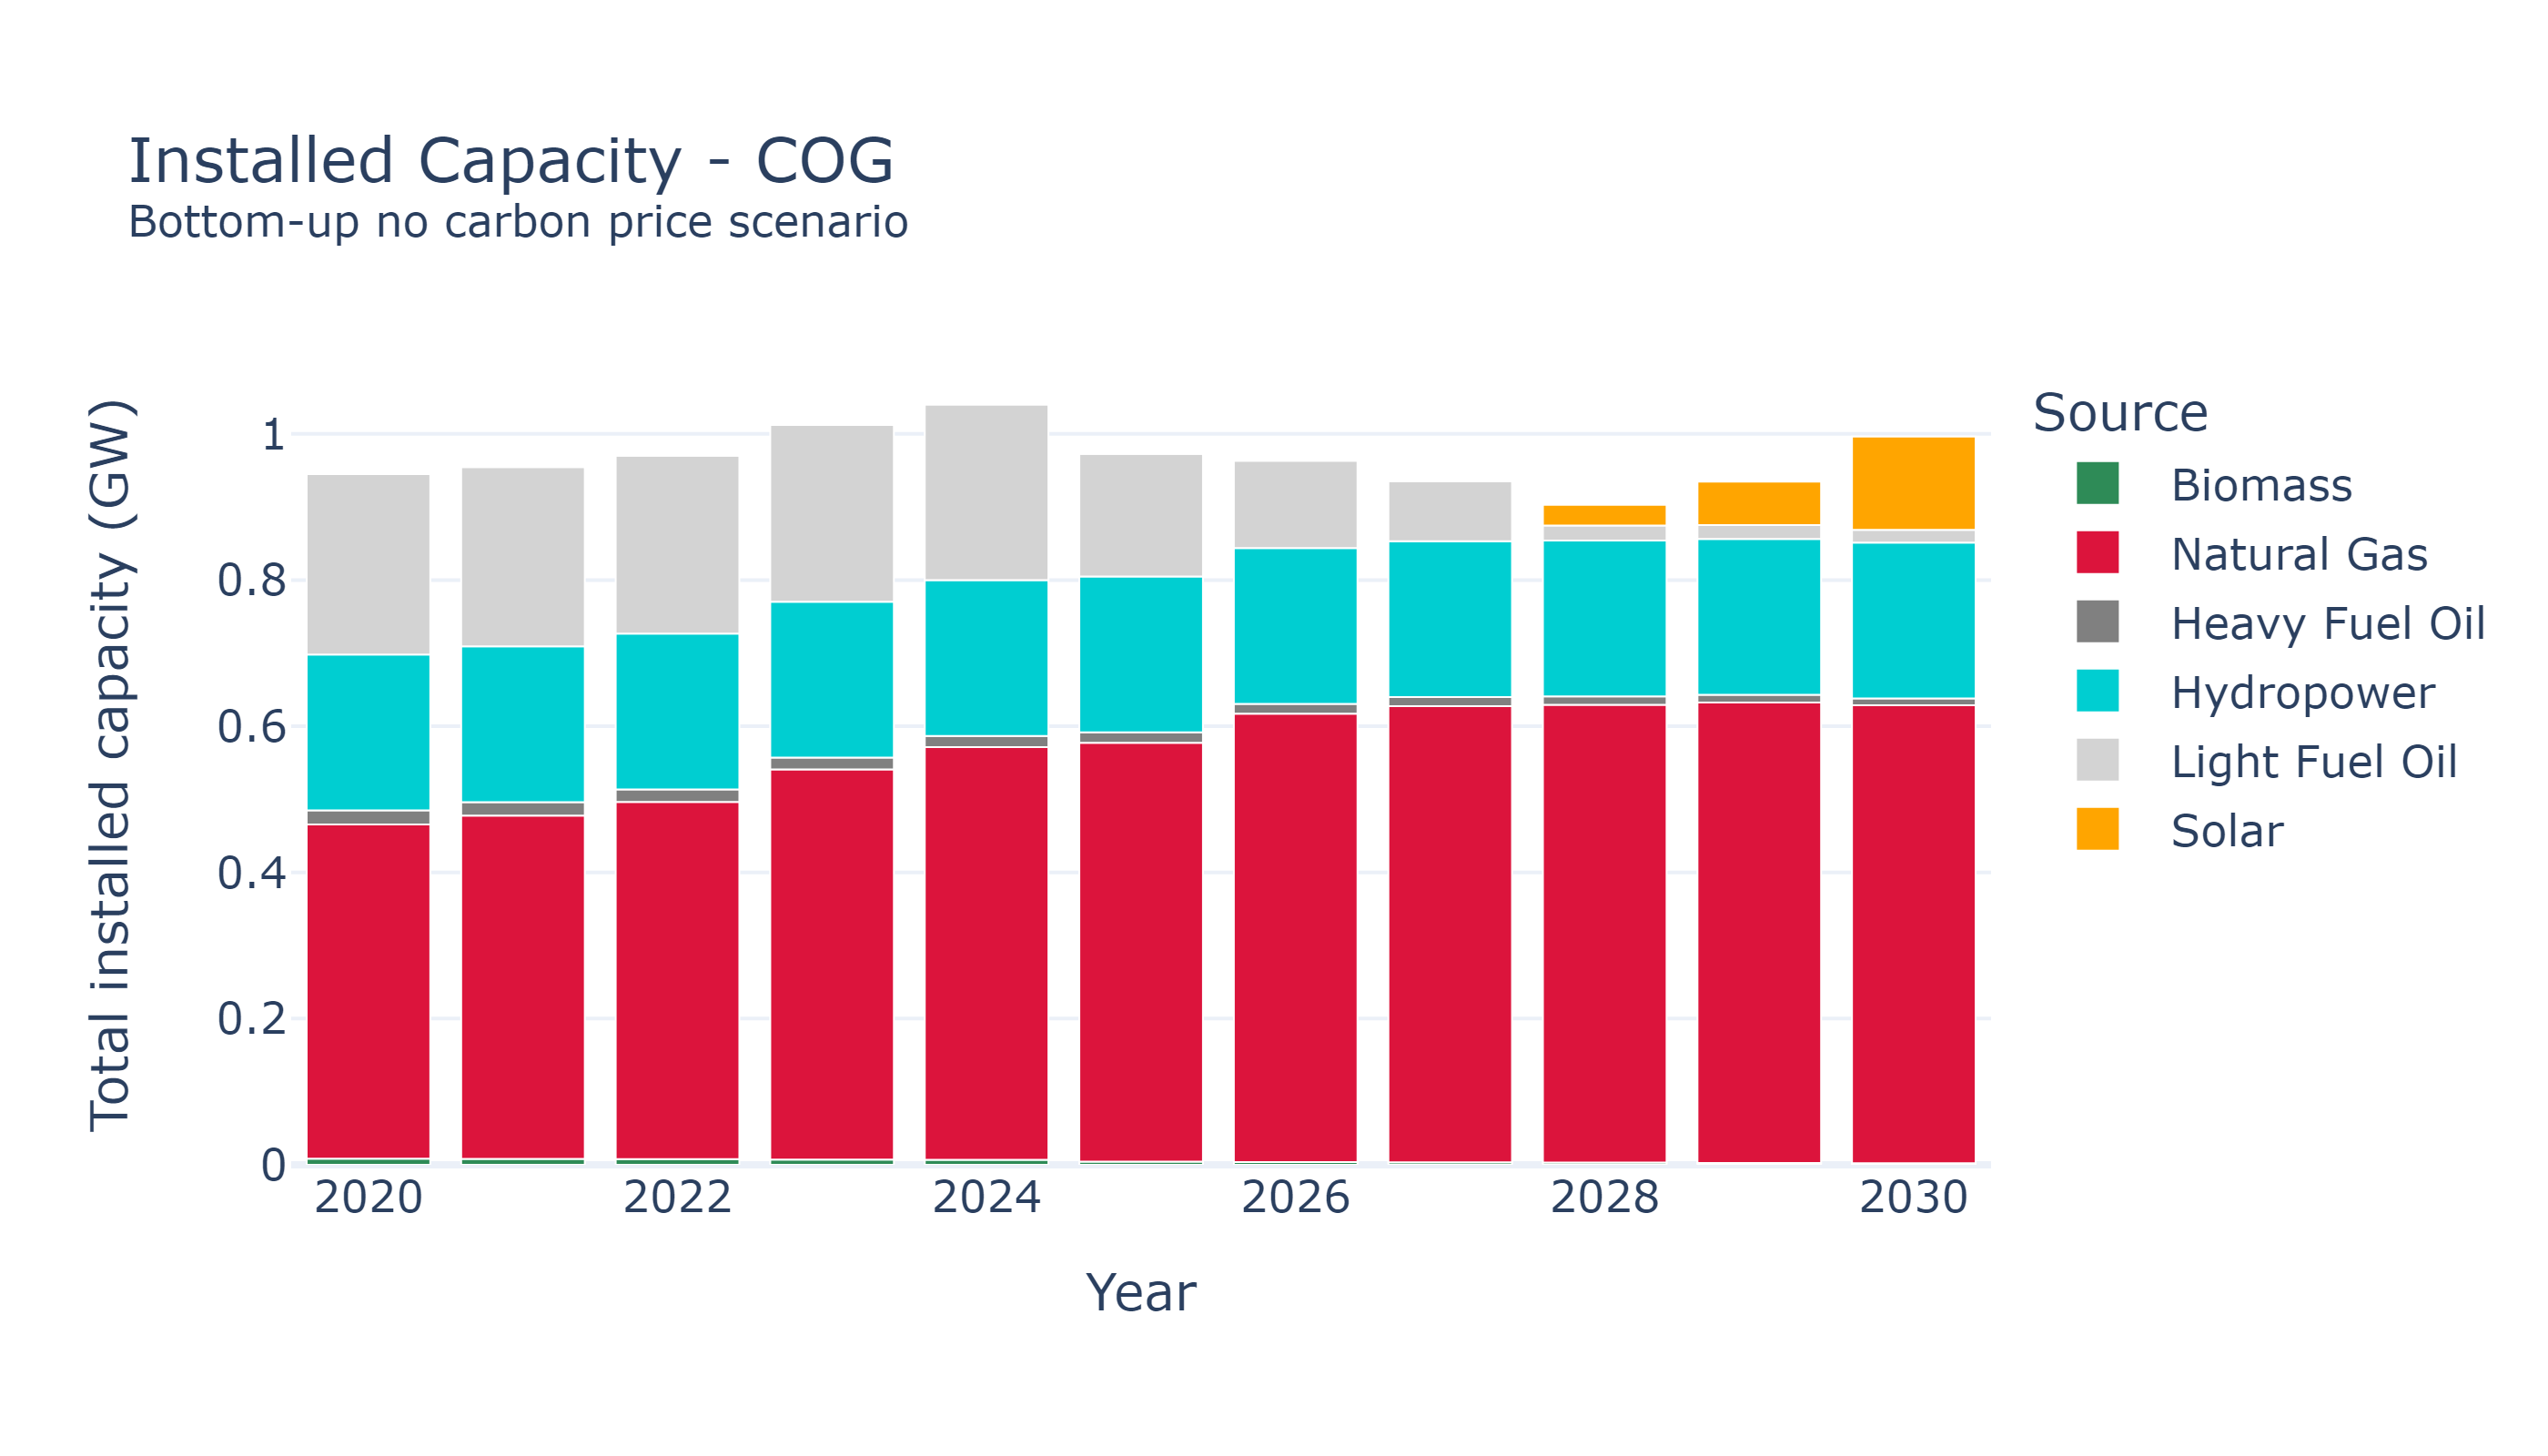 Installed Capacity - COG
Bottom-up no carbon price scenario
Total installed capacity (GW)
1
0.8
0.6
0.4
0.2
0
2020 2022 2024 2026 2028 2030
Year
Source
Biomass
Natural Gas
Heavy Fuel Oil
Hydropower
Light Fuel Oil
Solar